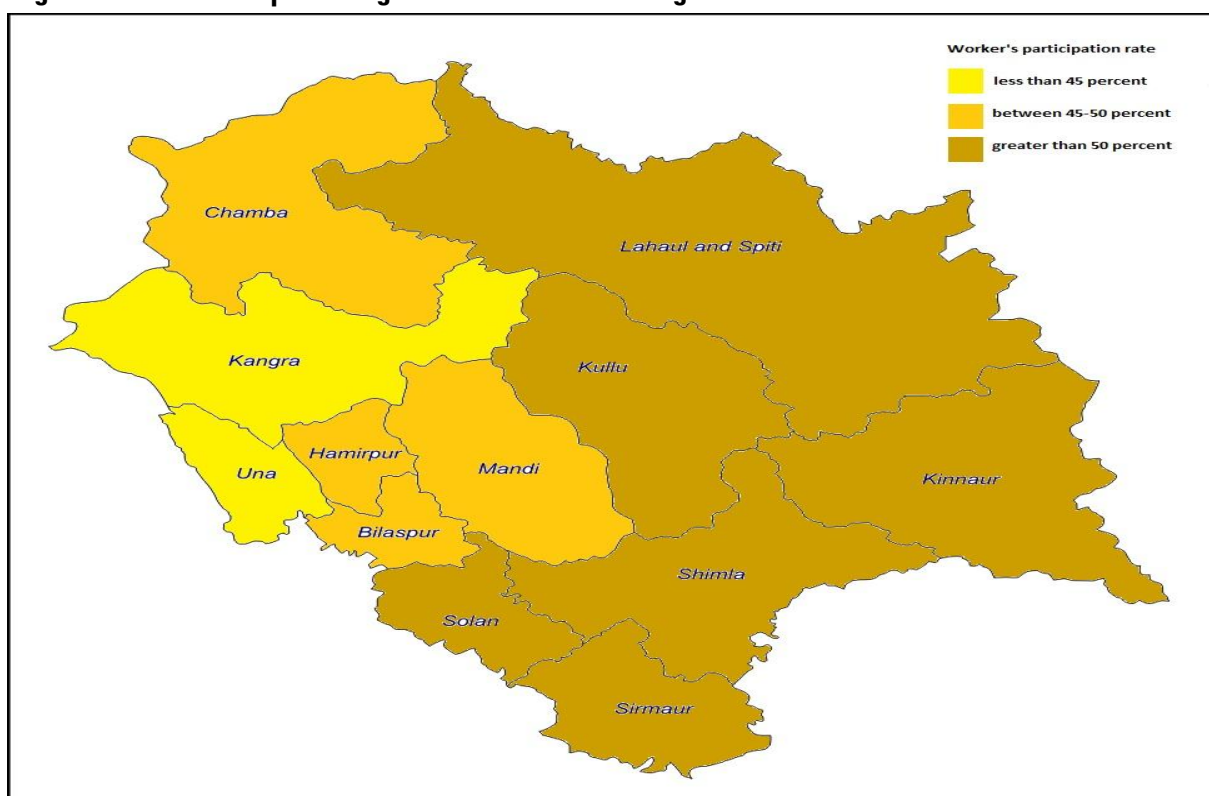 Worker's participation rate
less than 45 percent
between 45-50 percent
greater than 50 percent
Chamba
Lahaul and Spiti
Kangra
Kullu
Hamirpur
Una
Mandi
Kinnaur
Bilaspur
Shimla
Solan
Sirmaur